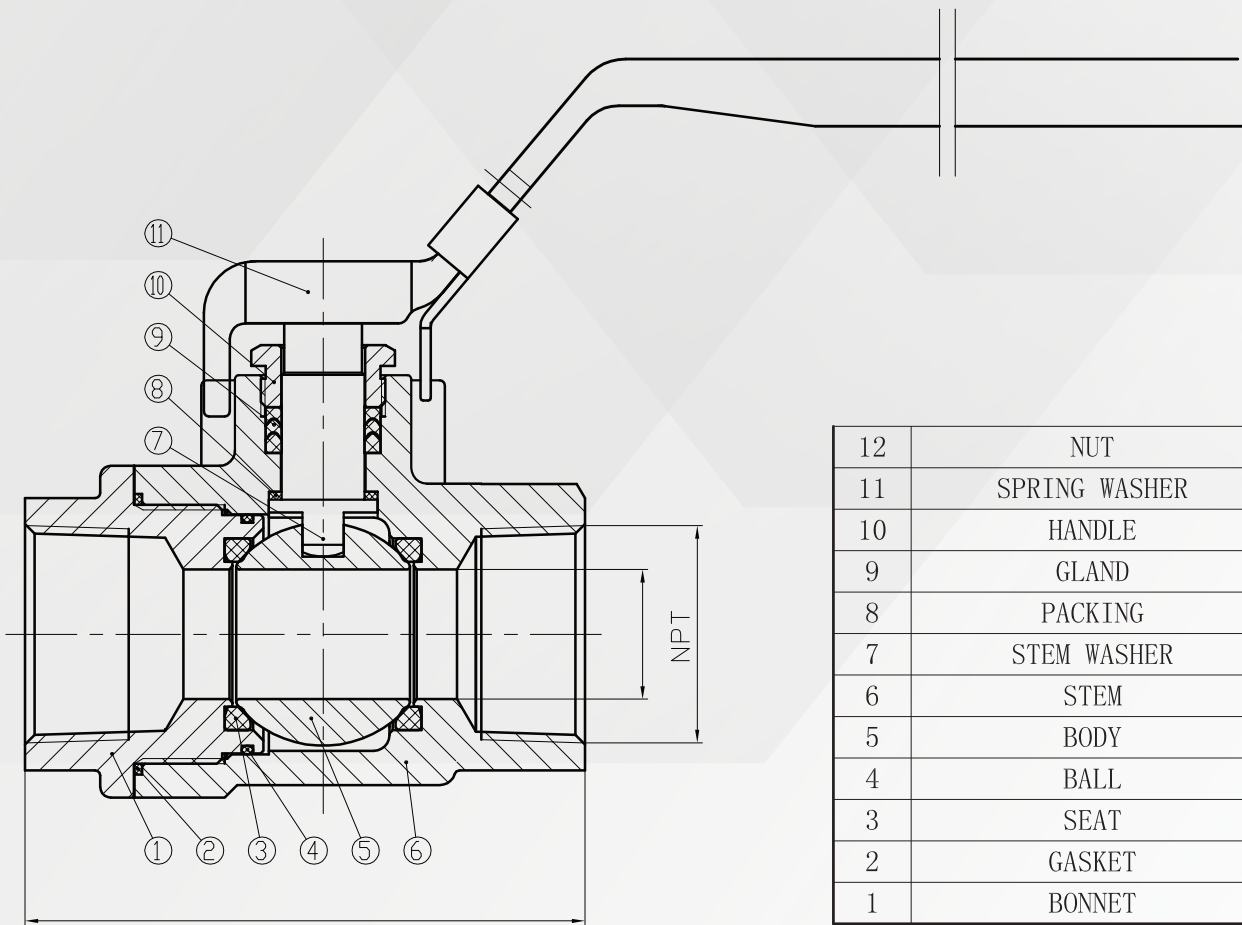 11
10
9
8
7
NPT
1 2 3 4 5 6
12 NUT
11 SPRING WASHER
10 HANDLE
9 GLAND
8 PACKING
7 STEM WASHER
6 STEM
5 BODY
4 BALL
3 SEAT
2 GASKET
1 BONNET